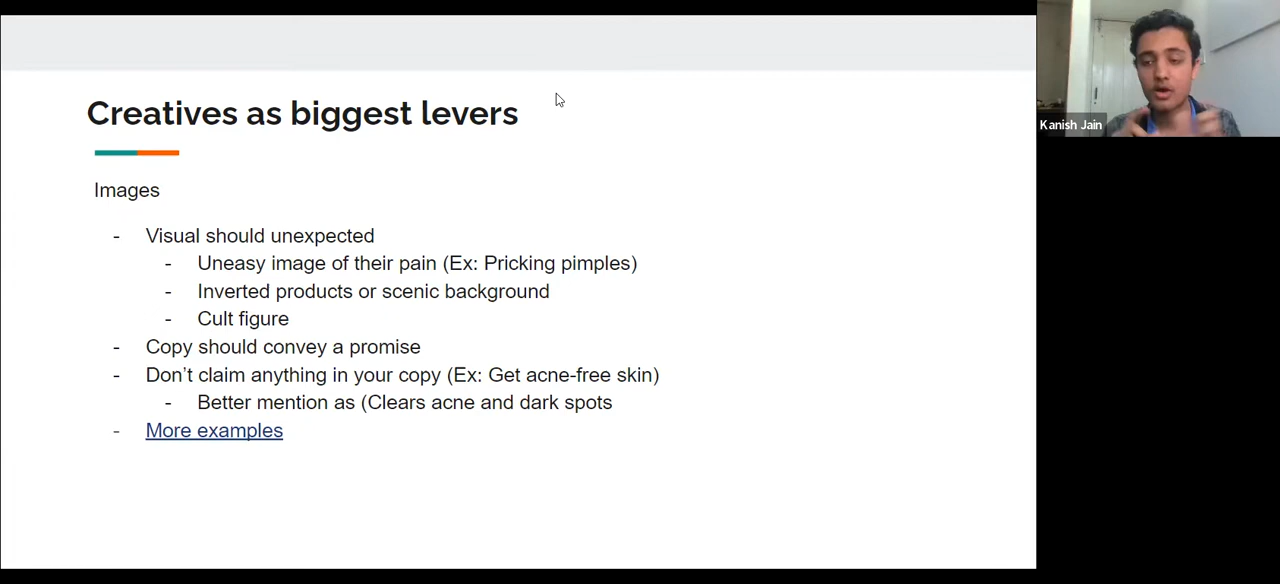 Creatives as biggest levers
Images
- Visual should unexpected
- Uneasy image of their pain (Ex: Pricking pimples)
- Inverted products or scenic background
- Cult figure
- Copy should convey a promise
- Don’t claim anything in your copy (Ex: Get acne-free skin)
- Better mention as (Clears acne and dark spots
- More examples
Kanish Jain